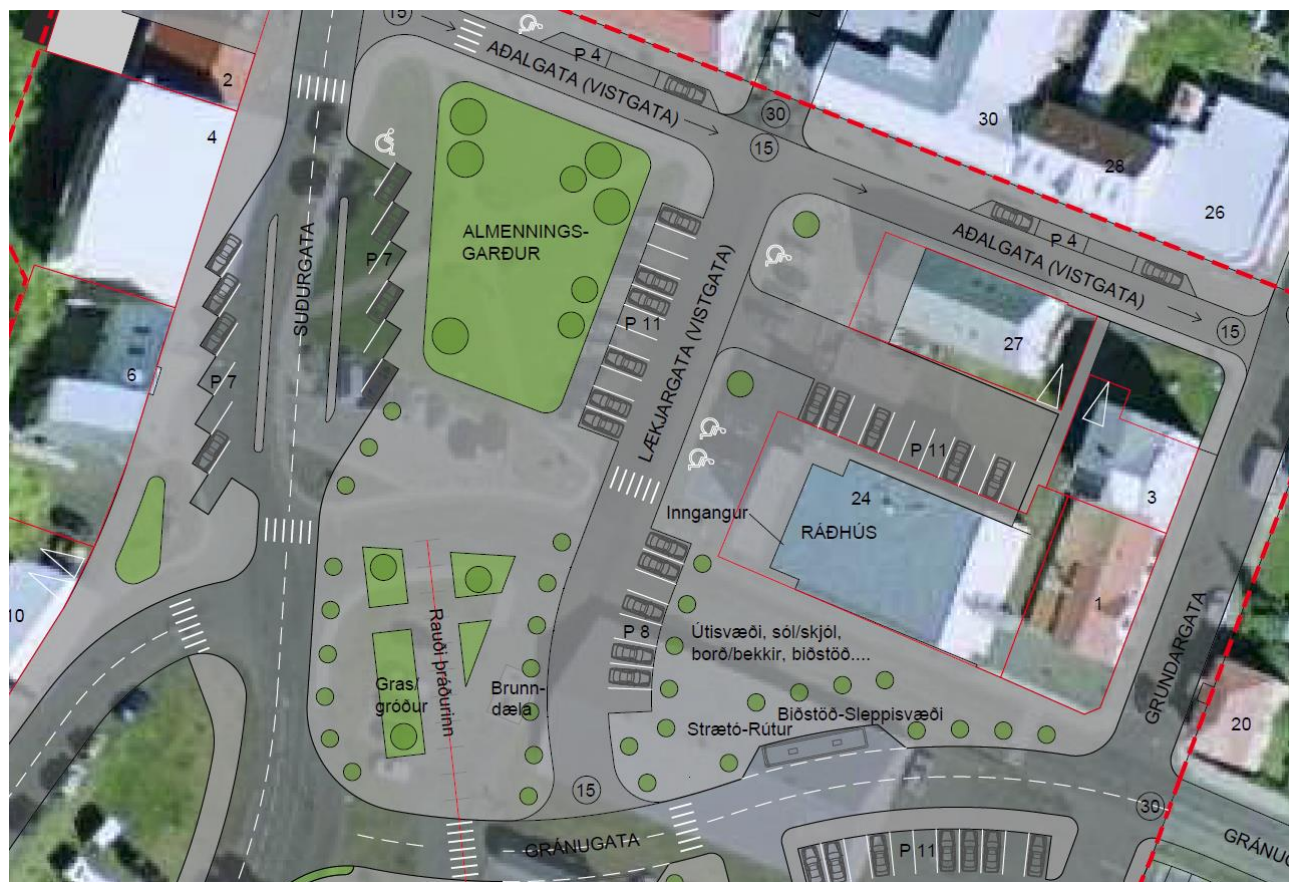 15
P 4
AÐALGATA (VISTGATA)
30
15
2
4
30
28
26
SUÐURGATA
P 7
ALMENNINGS-
GARÐUR
P 11
LÆKJARGATA (VISTGATA)
P 4
AÐALGATA (VISTGATA)
15
27
6
P 7
P 11
24
Inngangur
RÁÐHÚS
3
1
10
Rauði þráðurinn
Gras/
gróður
Brunn-
dæla
P 8
Útisvæði, sól/skjól,
borð/bekkir, biðstöð....
Biðstöð-Sleppisvæði
Strætó-Rútur
GRUNDARGATA
20
15
30
GRÁNUGATA
P 11
GRÁNUG